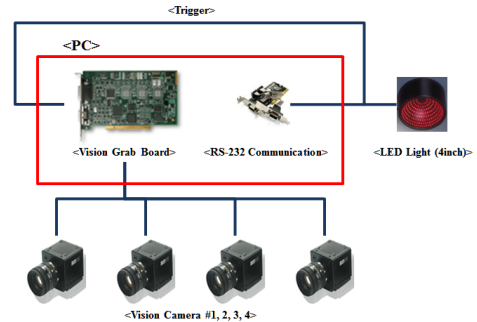 <Trigger>
<PC>
<Vision Grab Board>
<RS-232 Communication>
<LED Light (4inch)>
<Vision Camera #1, 2, 3, 4>